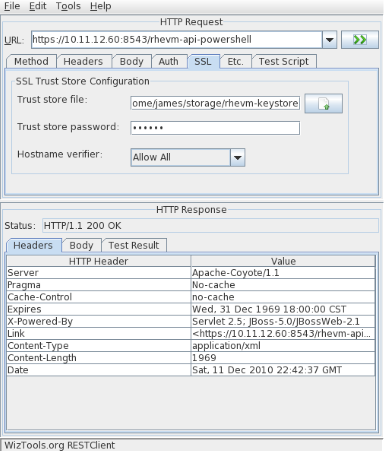 File Edit Tools Help
HTTP Request
URL: https://10.11.12.60:8543/rhevm-api-powershell
Method Headers Body Auth SSL Etc. Test Script
SSL Trust Store Configuration
Trust store file: ome/james/storage/rhevm-keystore
Trust store password: ••••••
Hostname verifier: Allow All
HTTP Response
Status: HTTP/1.1 200 OK
Headers Body Test Result
HTTP Header Value
Server Apache-Coyote/1.1
Pragma No-cache
Cache-Control no-cache
Expires Wed, 31 Dec 1969 18:00:00 CST
X-Powered-By Servlet 2.5; JBoss-5.0/JBossWeb-2.1
Link <https://10.11.12.60:8543/rhevm-api...
Content-Type application/xml
Content-Length 1969
Date Sat, 11 Dec 2010 22:42:37 GMT
WizTools.org RESTClient